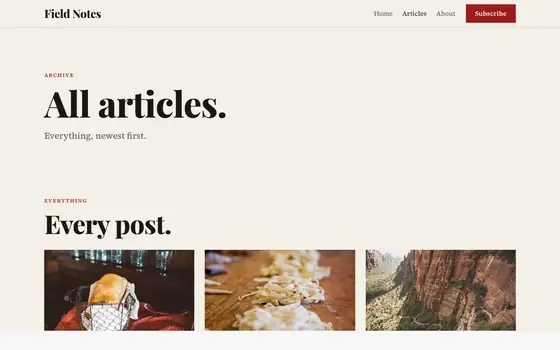 Field Notes
Home Articles About Subscribe
ARCHIVE
All articles.
Everything, newest first.
EVERYTHING
Every post.